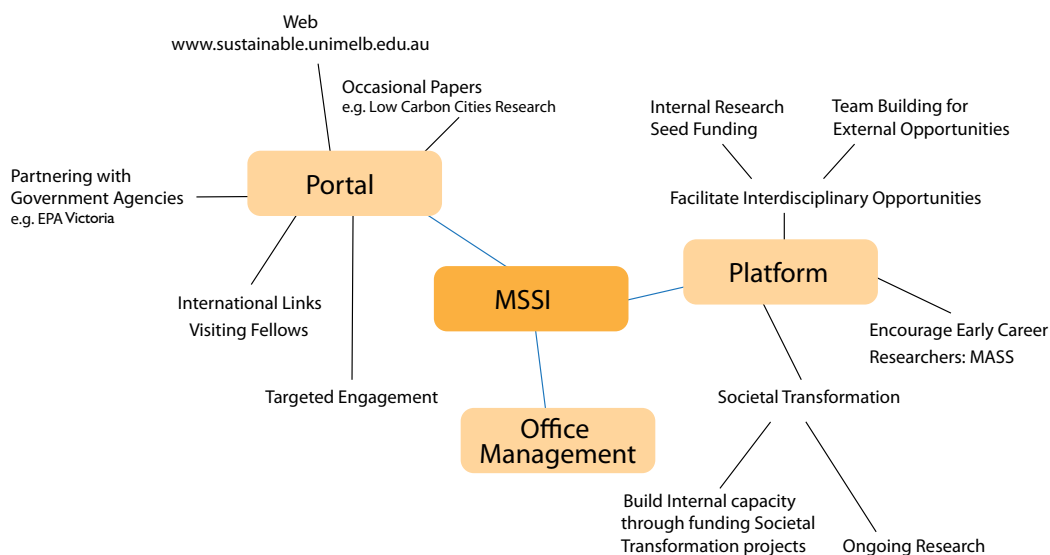 Web
www.sustainable.unimelb.edu.au
Occasional Papers
e.g. Low Carbon Cities Research
Partnering with
Government Agencies
e.g. EPA Victoria
Portal
International Links
Visiting Fellows
Targeted Engagement
MSSI
Office
Management
Internal Research
Seed Funding
Team Building for
External Opportunities
Facilitate Interdisciplinary Opportunities
Platform
Encourage Early Career
Researchers: MASS
Societal Transformation
Build Internal capacity
through funding Societal
Transformation projects
Ongoing Research